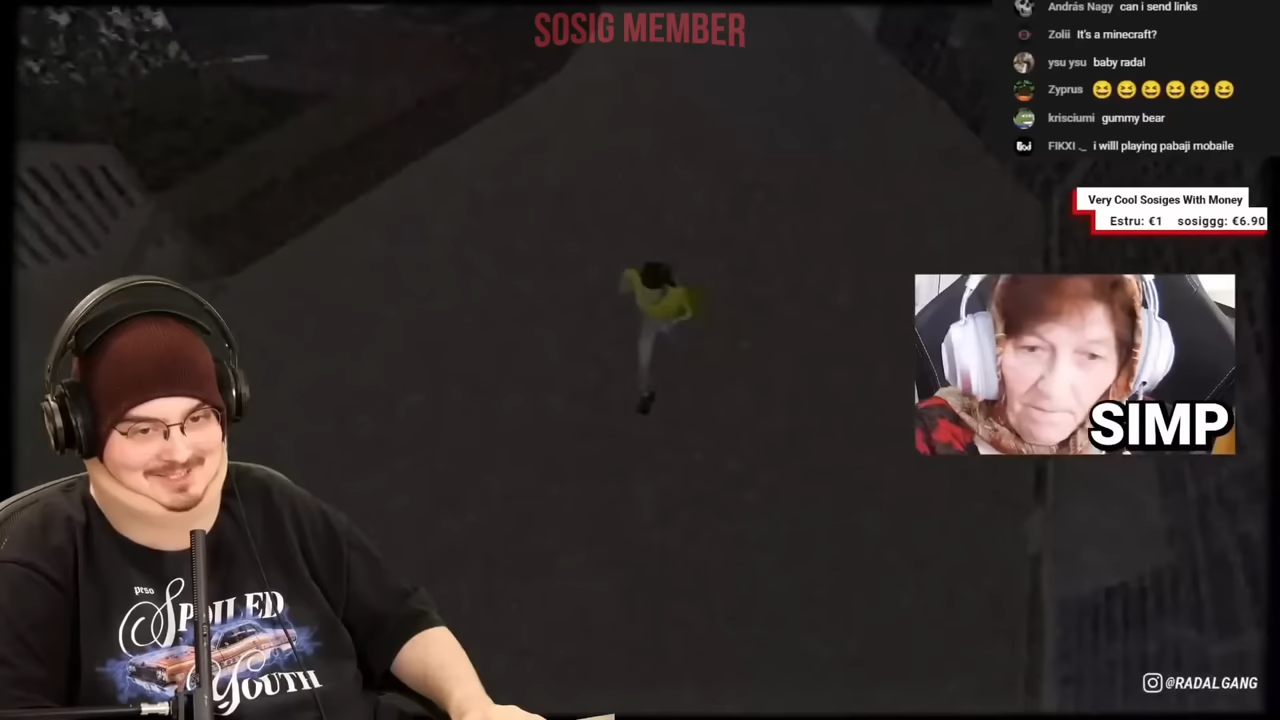 SOSIG MEMBER
András Nagy can i send links
Zolii It's a minecraft?
ysu ysu baby radal
Zyprus 😆😆😆😆😆😆
krisciumi gummy bear
FIKXI ._ i willl playing pabaji mobaile
Very Cool Sosiges With Money
Estru: €1 sosiggg: €6.90
SIMP
peso
SPOILED
YOUTH
@RADALGANG